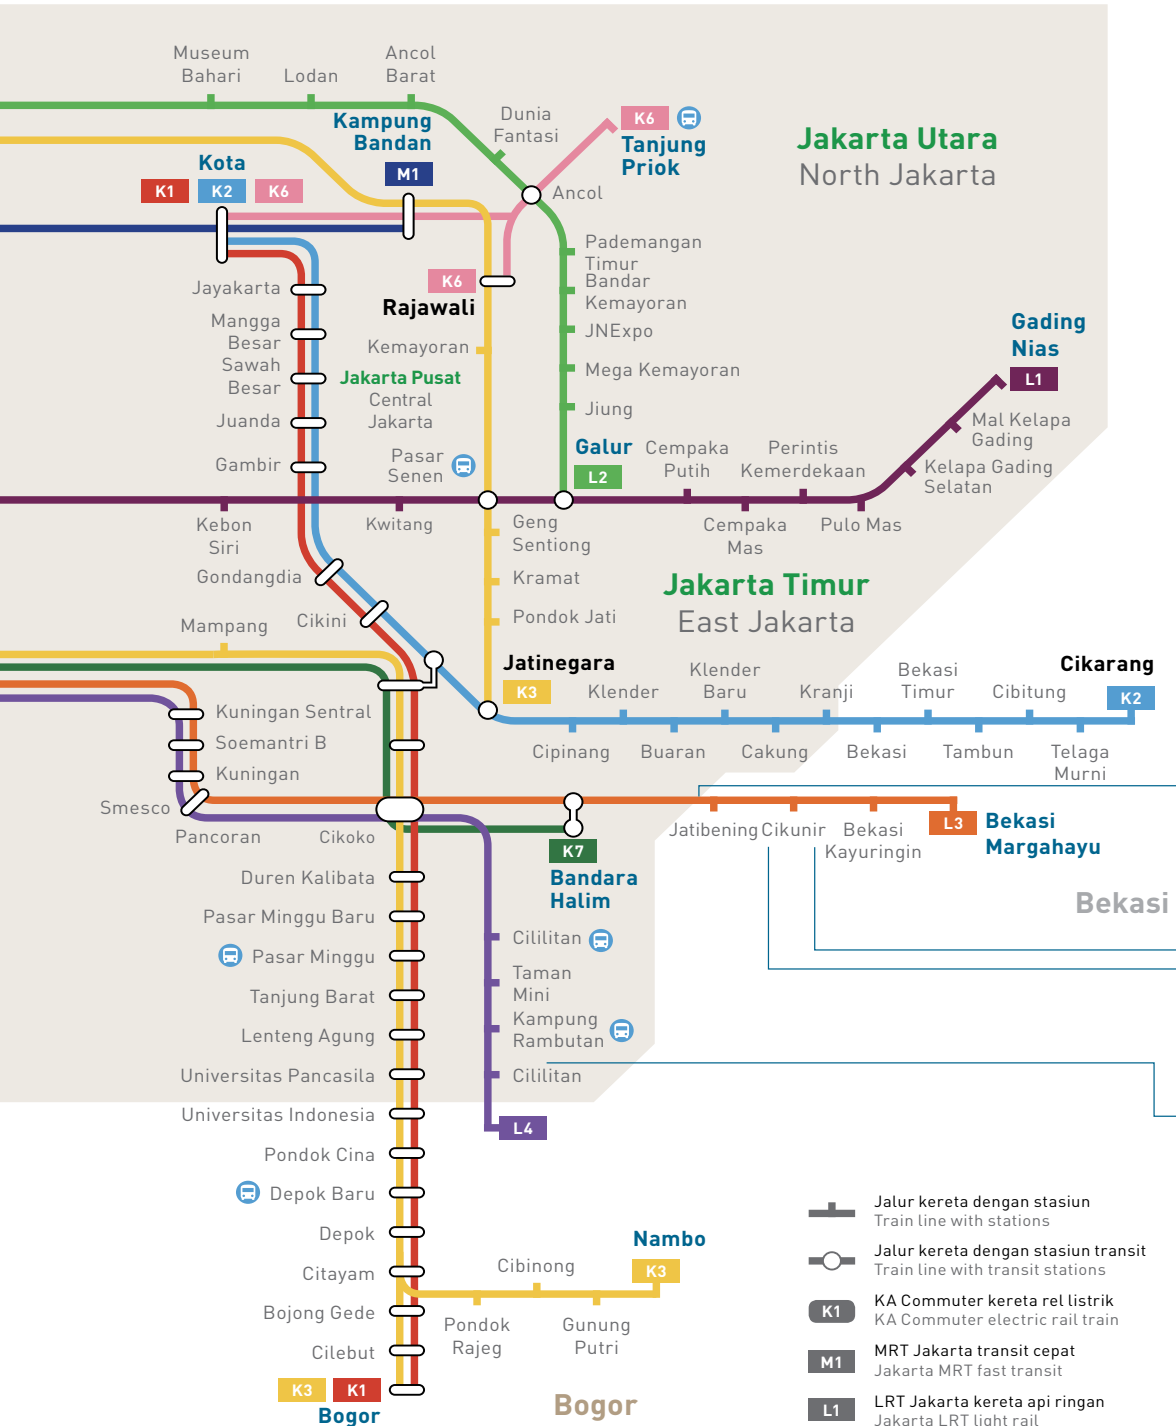 Museum
Bahari
Lodan
Ancol
Barat
Kampung
Bandan
M1
Dunia
Fantasi
K6
Tanjung
Priok
Jakarta Utara
North Jakarta
Kota
K1
K2
K6
Ancol
Pademangan
Timur
Bandar
Kemayoran
JNExpo
Mega Kemayoran
Jiung
K6
Rajawali
Jayakarta
Mangga
Besar
Sawah
Besar
Juanda
Gambir
Kemayoran
Jakarta Pusat
Central
Jakarta
Pasar
Senen
Galur
L2
Cempaka
Putih
Perintis
Kemerdekaan
Gading
Nias
L1
Mal Kelapa
Gading
Kelapa Gading
Selatan
Kebon
Siri
Kwitang
Geng
Sentiong
Cempaka
Mas
Pulo Mas
Gondangdia
Kramat
Jakarta Timur
East Jakarta
Cikini
Pondok Jati
Mampang
Jatinegara
K3
Klender
Klender
Baru
Kranji
Bekasi
Timur
Cibitung
Cikarang
K2
Cipinang
Buaran
Cakung
Bekasi
Tambun
Telaga
Murni
Kuningan Sentral
Soemantri B
Kuningan
Smesco
Pancoran
Cikoko
K7
Bandara
Halim
Jatibening
Cikunir
Bekasi
Kayuringin
L3
Bekasi
Margahayu
Bekasi
Duren Kalibata
Pasar Minggu Baru
Pasar Minggu
Tanjung Barat
Lenteng Agung
Universitas Pancasila
Universitas Indonesia
Pondok Cina
Depok Baru
Depok
Citayam
Bojong Gede
Cilebut
K3
K1
Bogor
Cililitan
Taman
Mini
Kampung
Rambutan
Cililitan
L4
Nambo
K3
Cibinong
Pondok
Rajeg
Gunung
Putri
Bogor
Jalur kereta dengan stasiun
Train line with stations
Jalur kereta dengan stasiun transit
Train line with transit stations
K1
KA Commuter kereta rel listrik
KA Commuter electric rail train
M1
MRT Jakarta transit cepat
Jakarta MRT fast transit
L1
LRT Jakarta kereta api ringan
Jakarta LRT light rail